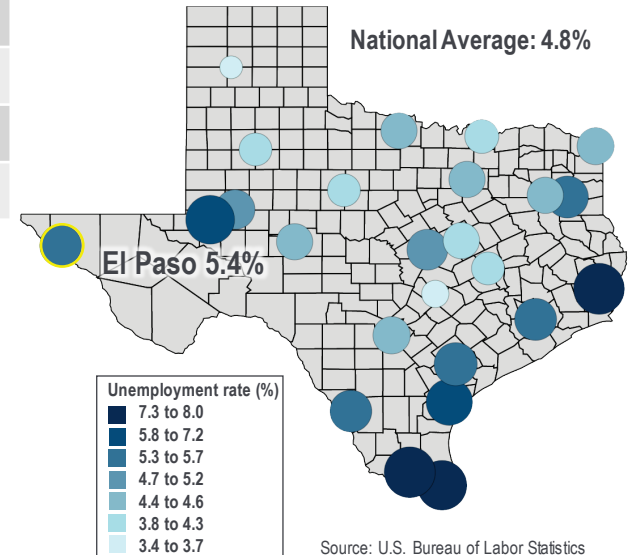 National Average: 4.8%
El Paso 5.4%
Unemployment rate (%)
7.3 to 8.0
5.8 to 7.2
5.3 to 5.7
4.7 to 5.2
4.4 to 4.6
3.8 to 4.3
3.4 to 3.7
Source: U.S. Bureau of Labor Statistics